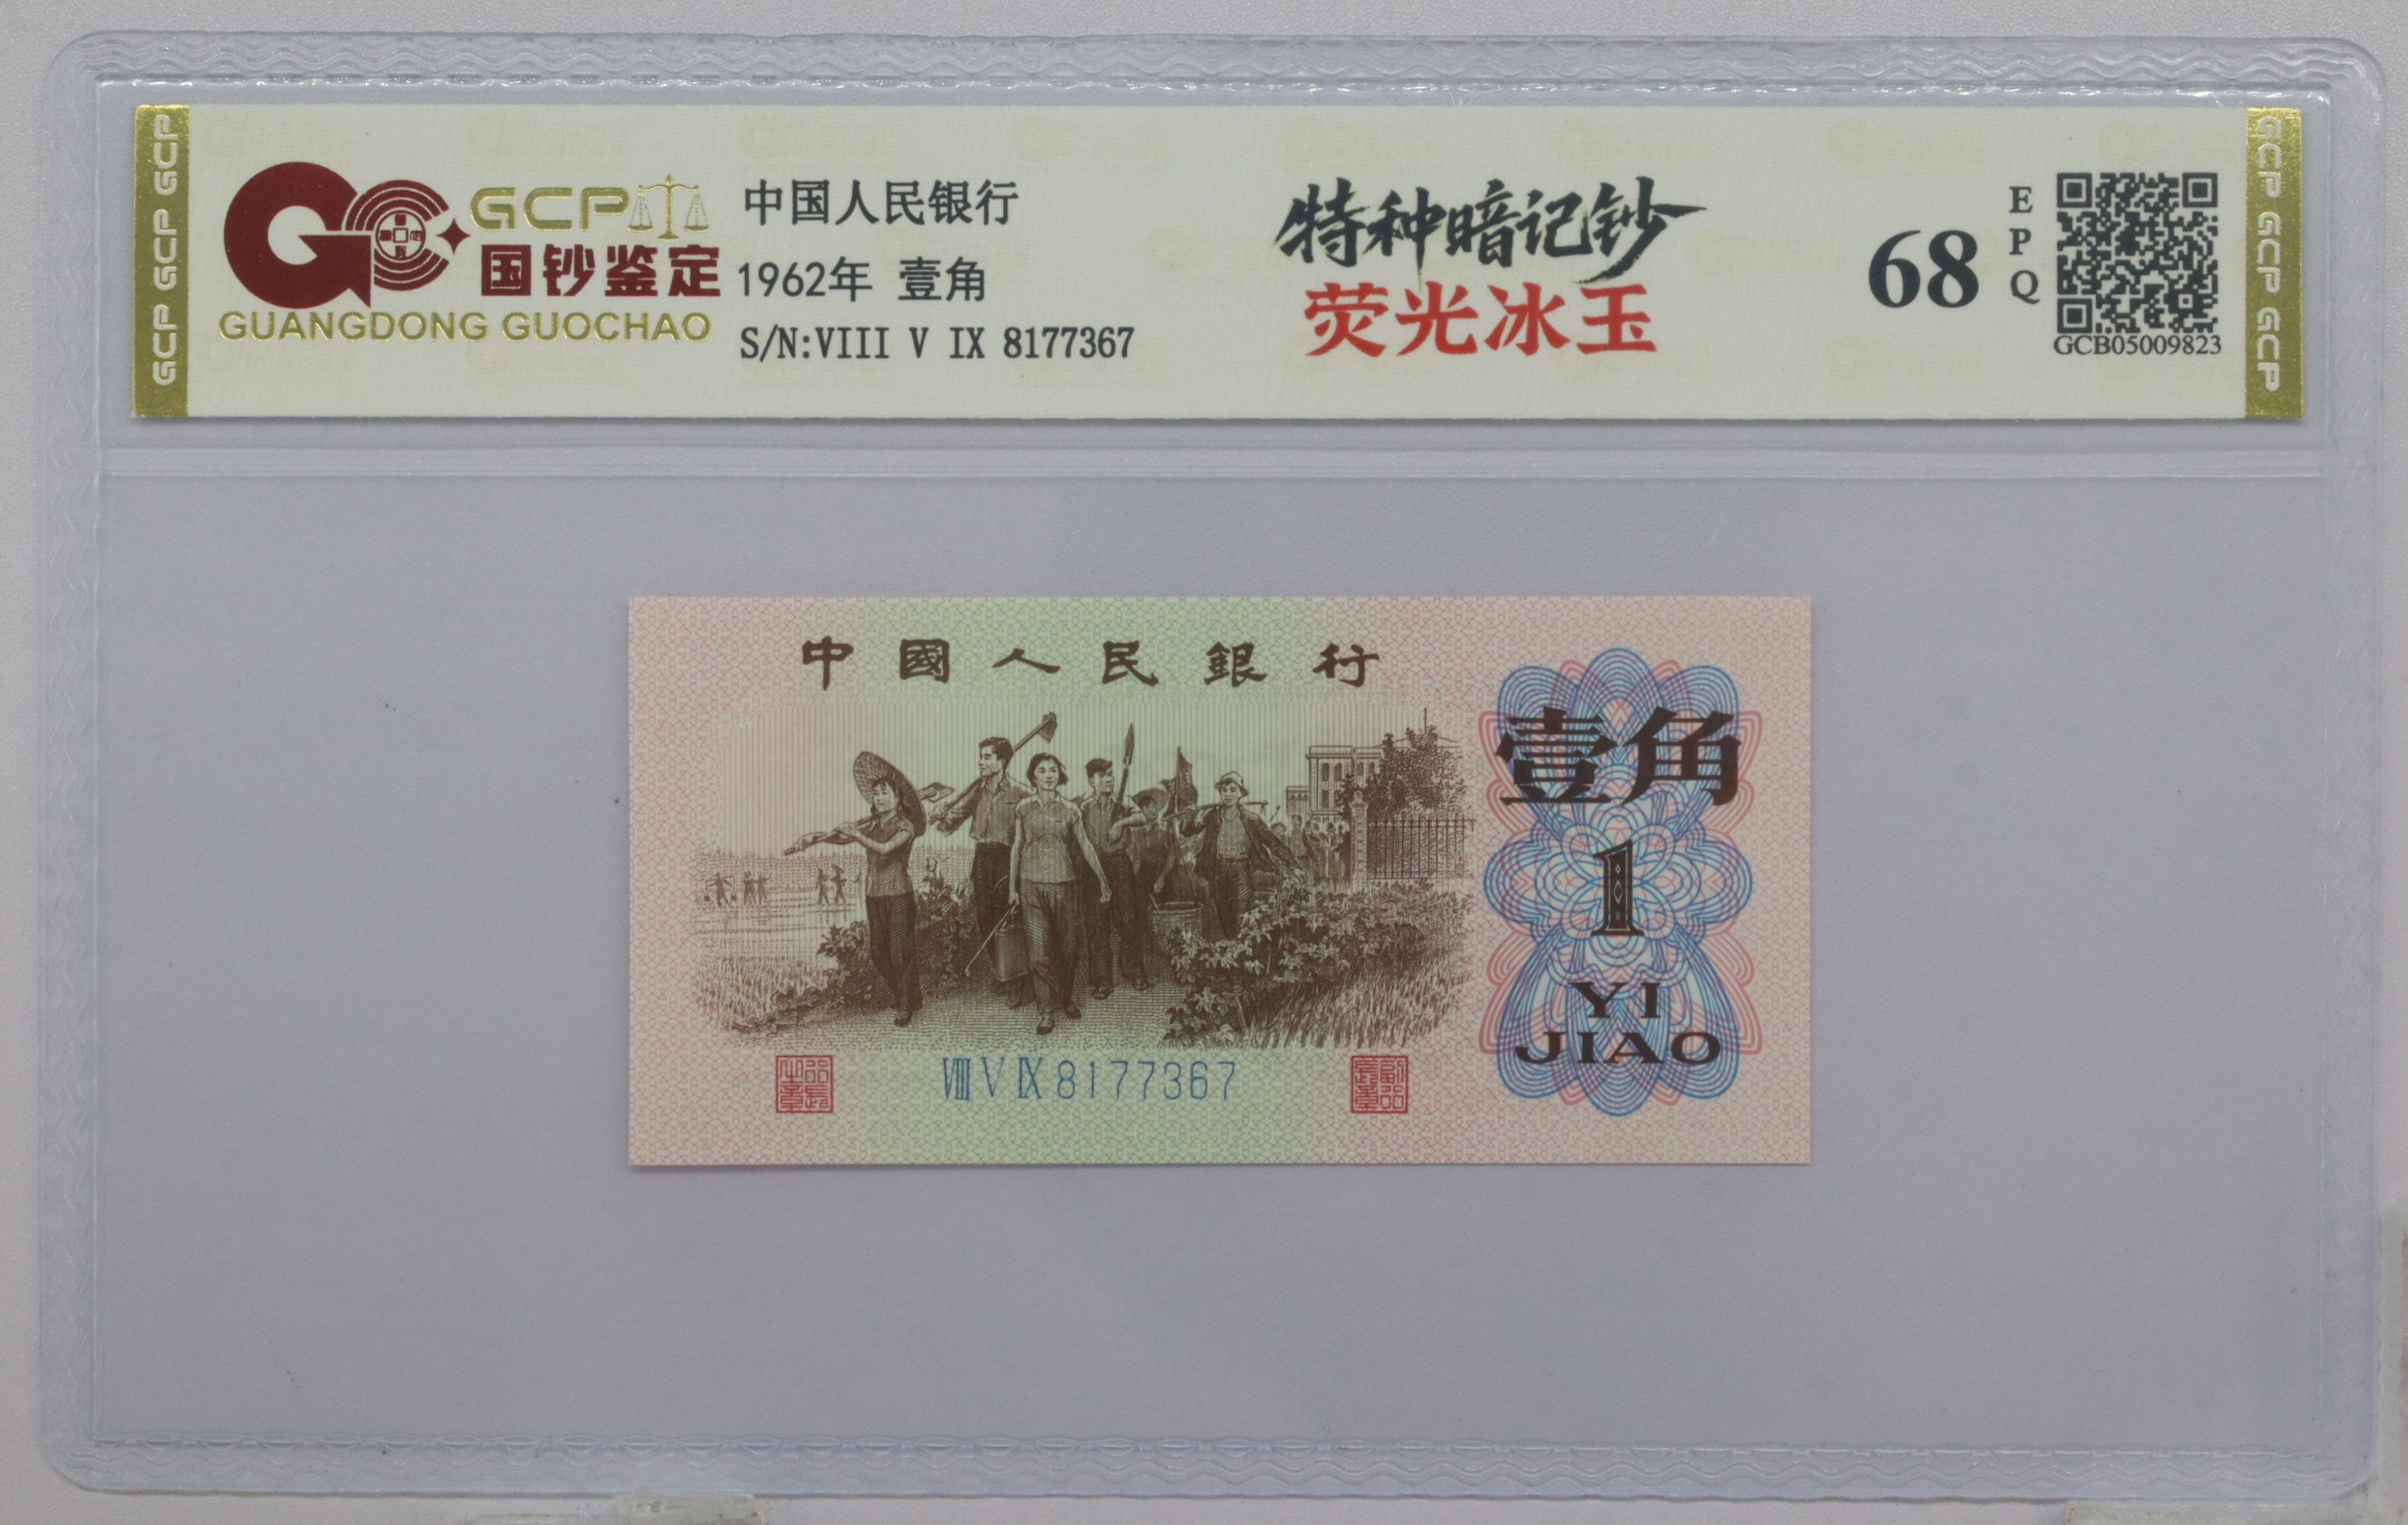 GCP GCP GCP
GCP
国钞鉴定
GUANGDONG GUOCHAO
中国人民银行
1962年 壹角
S/N:VIII V IX 8177367
特种暗记钞
荧光冰玉
68
EPQ
GCB05009823
GCP GCP GCP
中國人民銀行
壹角
1
YI
JIAO
VIII V IX 8177367